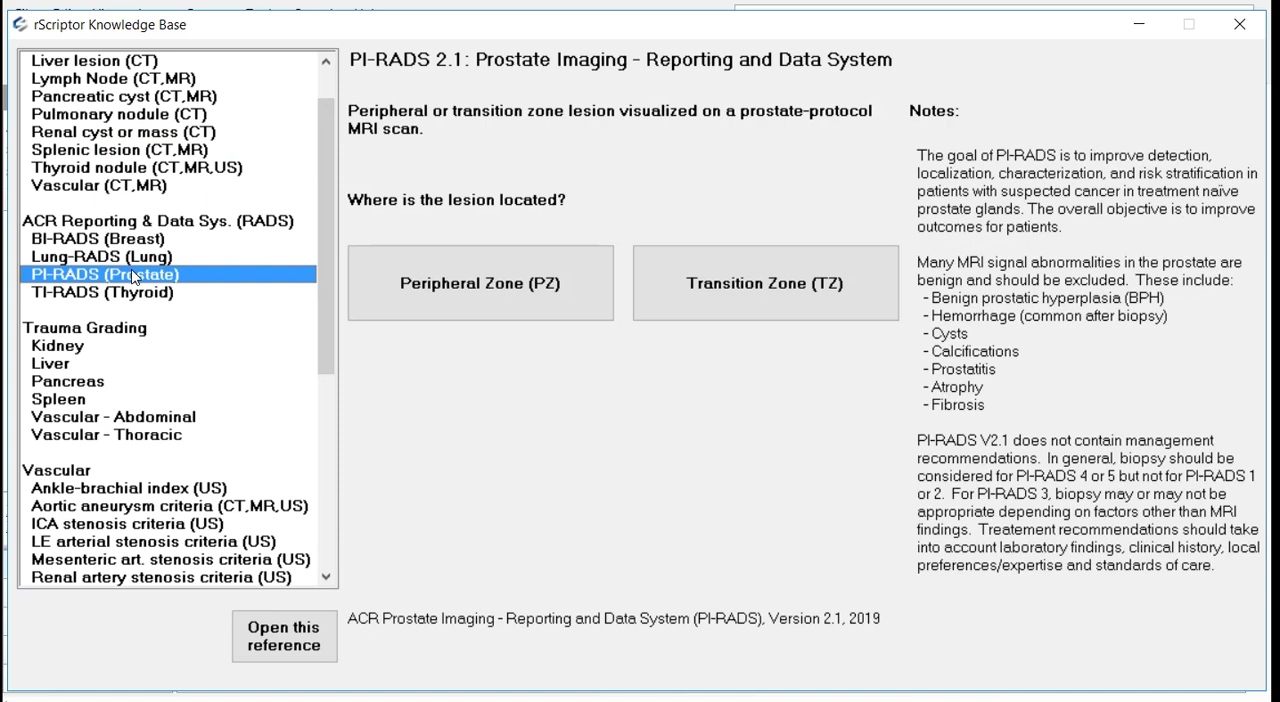 rScriptor Knowledge Base
Liver lesion (CT)
Lymph Node (CT,MR)
Pancreatic cyst (CT,MR)
Pulmonary nodule (CT)
Renal cyst or mass (CT)
Splenic lesion (CT,MR)
Thyroid nodule (CT,MR,US)
Vascular (CT,MR)
ACR Reporting & Data Sys. (RADS)
BI-RADS (Breast)
Lung-RADS (Lung)
PI-RADS (Prostate)
TI-RADS (Thyroid)
Trauma Grading
Kidney
Liver
Pancreas
Spleen
Vascular - Abdominal
Vascular - Thoracic
Vascular
Ankle-brachial index (US)
Aortic aneurysm criteria (CT,MR,US)
ICA stenosis criteria (US)
LE arterial stenosis criteria (US)
Mesenteric art. stenosis criteria (US)
Renal artery stenosis criteria (US)
Open this
reference
PI-RADS 2.1: Prostate Imaging - Reporting and Data System
Peripheral or transition zone lesion visualized on a prostate-protocol
MRI scan.
Where is the lesion located?
Peripheral Zone (PZ)
Transition Zone (TZ)
ACR Prostate Imaging - Reporting and Data System (PI-RADS), Version 2.1, 2019
Notes:
The goal of PI-RADS is to improve detection,
localization, characterization, and risk stratification in
patients with suspected cancer in treatment naïve
prostate glands. The overall objective is to improve
outcomes for patients.
Many MRI signal abnormalities in the prostate are
benign and should be excluded. These include:
- Benign prostatic hyperplasia (BPH)
- Hemorrhage (common after biopsy)
- Cysts
- Calcifications
- Prostatitis
- Atrophy
- Fibrosis
PI-RADS V2.1 does not contain management
recommendations. In general, biopsy should be
considered for PI-RADS 4 or 5 but not for PI-RADS 1
or 2. For PI-RADS 3, biopsy may or may not be
appropriate depending on factors other than MRI
findings. Treatement recommendations should take
into account laboratory findings, clinical history, local
preferences/expertise and standards of care.